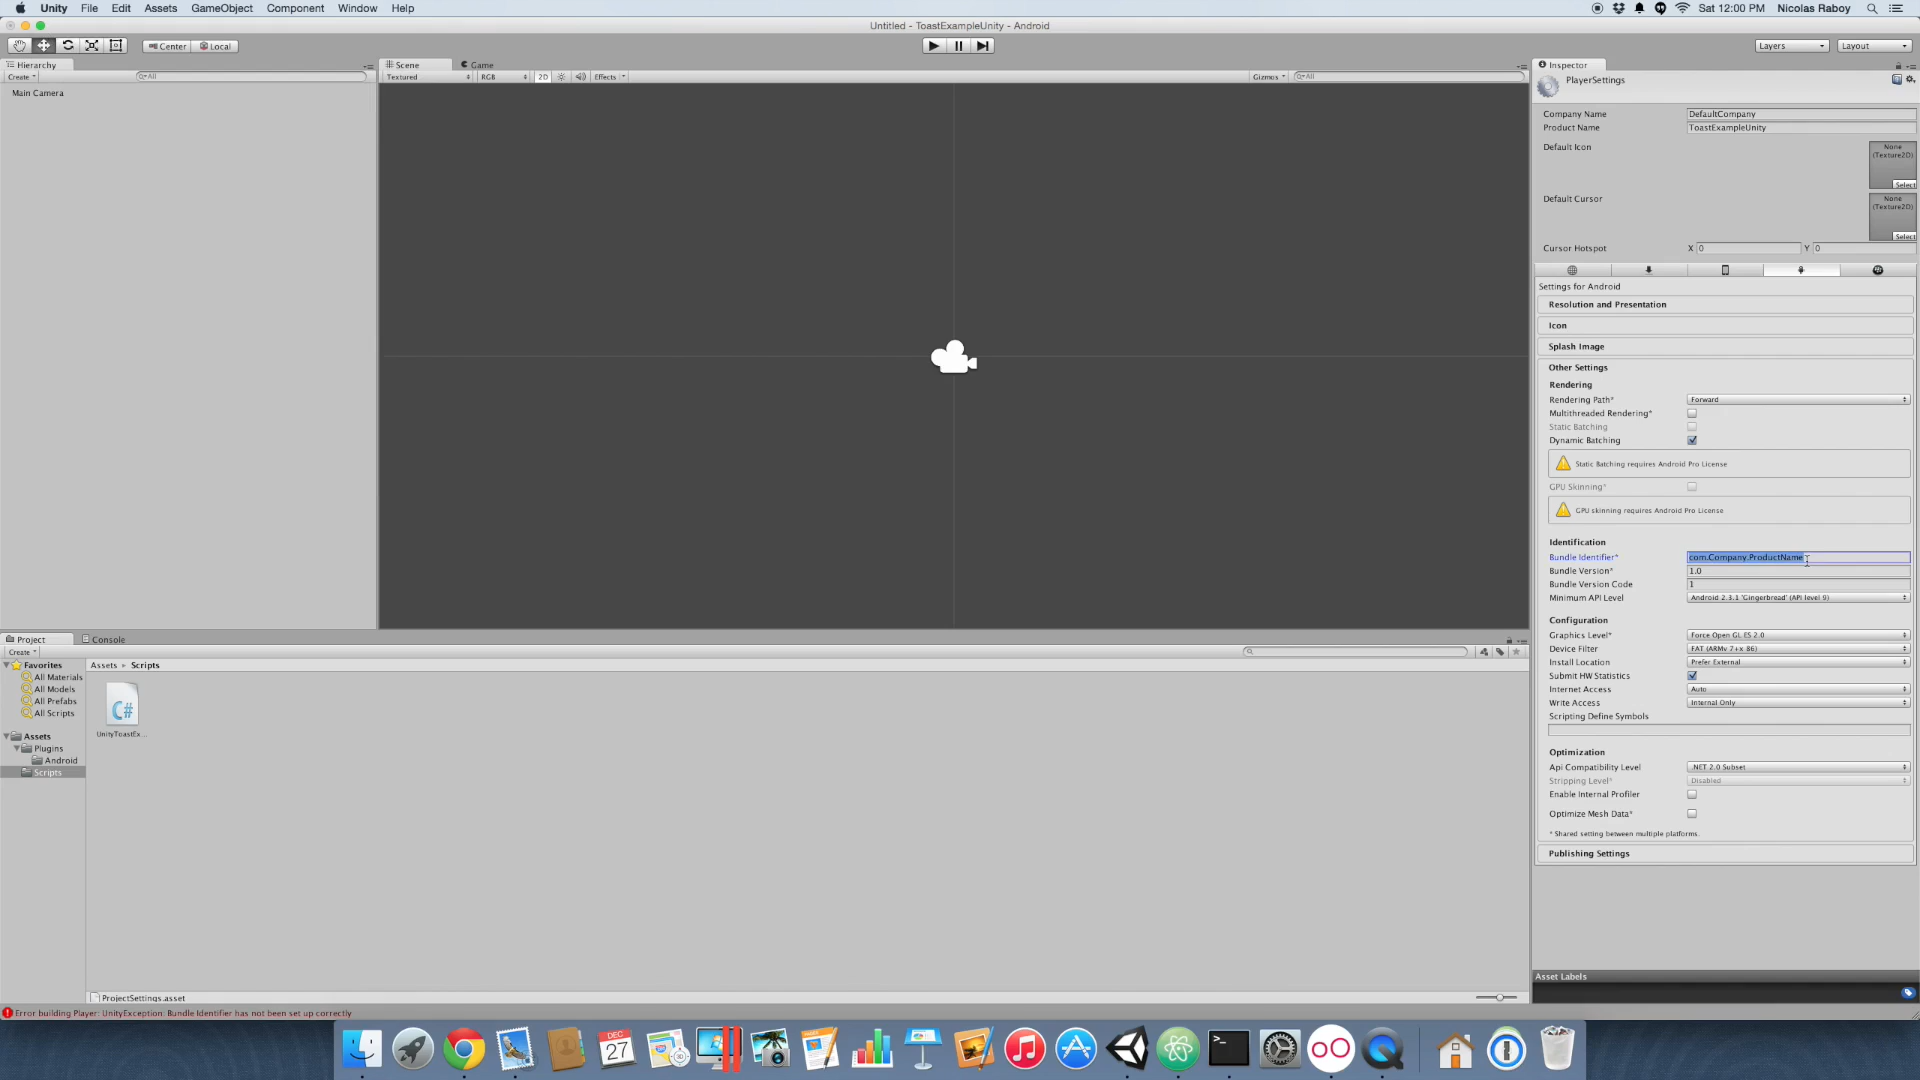 Unity File Edit Assets GameObject Component Window Help Sat 12:00 PM Nicolas Raboy
Untitled - ToastExampleUnity - Android
Center Local Layers Layout
Hierarchy Scene Game Inspector
Create All Textured RGB 2D Effects Gizmos All
PlayerSettings
Main Camera
Company Name DefaultCompany
Product Name ToastExampleUnity
Default Icon
None
(Texture2D)
Select
Default Cursor
None
(Texture2D)
Select
Cursor Hotspot X 0 Y 0
Settings for Android
Resolution and Presentation
Icon
Splash Image
Other Settings
Rendering
Rendering Path* Forward
Multithreaded Rendering*
Static Batching
Dynamic Batching
Static Batching requires Android Pro License
GPU Skinning*
GPU skinning requires Android Pro License
Identification
Bundle Identifier* com.Company.ProductName
Bundle Version* 1.0
Bundle Version Code 1
Minimum API Level Android 2.3.1 'Gingerbread' (API level 9)
Configuration
Graphics Level* Force Open GL ES 2.0
Device Filter FAT (ARMv 7+x 86)
Install Location Prefer External
Submit HW Statistics
Internet Access Auto
Write Access Internal Only
Scripting Define Symbols
Optimization
Api Compatibility Level .NET 2.0 Subset
Stripping Level* Disabled
Enable Internal Profiler
Optimize Mesh Data*
* Shared setting between multiple platforms.
Publishing Settings
Asset Labels
Project Console
Create
Favorites
All Materials
All Models
All Prefabs
All Scripts
Assets
Plugins
Android
Scripts
Assets Scripts
C#
UnityToastEx...
ProjectSettings.asset
Error building Player: UnityException: Bundle Identifier has not been set up correctly
DEC
27